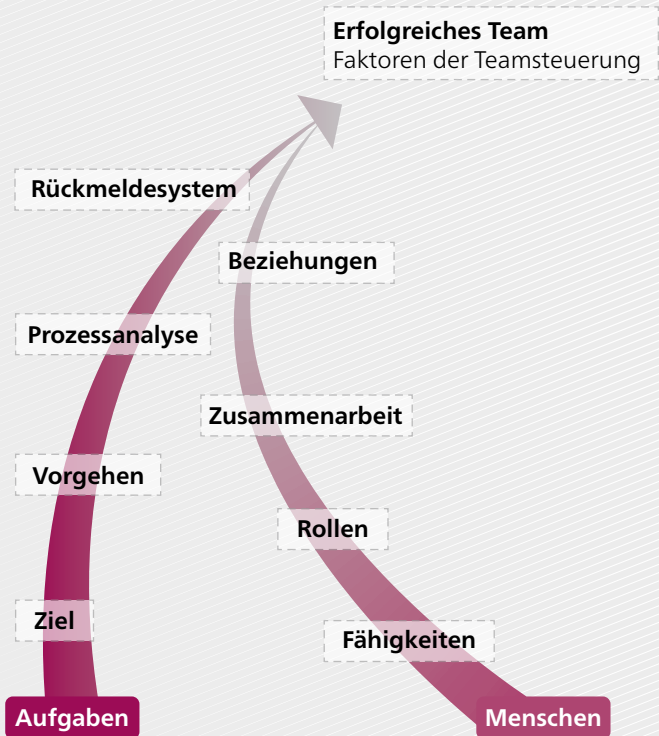 Erfolgreiches Team
Faktoren der Teamsteuerung
Rückmeldesystem
Beziehungen
Prozessanalyse
Zusammenarbeit
Vorgehen
Rollen
Ziel
Fähigkeiten
Aufgaben
Menschen